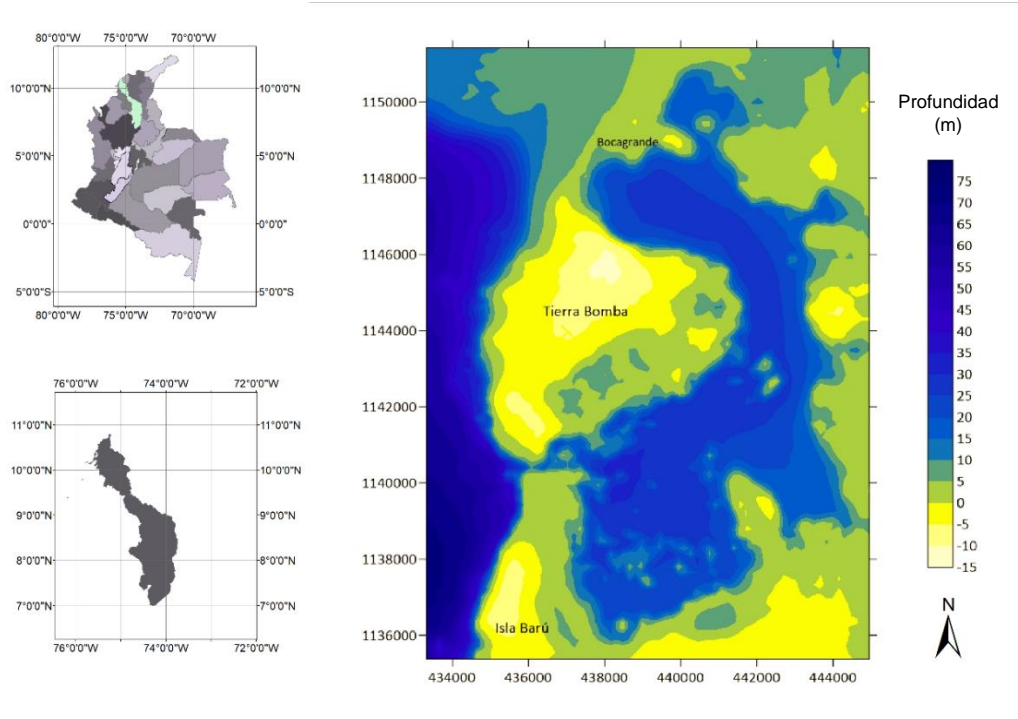 80°0'0"W 75°0'0"W 70°0'0"W
10°0'0"N 10°0'0"N
5°0'0"N 5°0'0"N
0°0'0" 0°0'0"
5°0'0"S 5°0'0"S
80°0'0"W 75°0'0"W 70°0'0"W
76°0'0"W 74°0'0"W 72°0'0"W
11°0'0"N 11°0'0"N
10°0'0"N 10°0'0"N
9°0'0"N 9°0'0"N
8°0'0"N 8°0'0"N
7°0'0"N 7°0'0"N
76°0'0"W 74°0'0"W 72°0'0"W
1150000
1148000
1146000
1144000
1142000
1140000
1138000
1136000
Bocagrande
Tierra Bomba
Isla Barú
434000 436000 438000 440000 442000 444000
Profundidad
(m)
75
70
65
60
55
50
45
40
35
30
25
20
15
10
5
0
-5
-10
-15
N